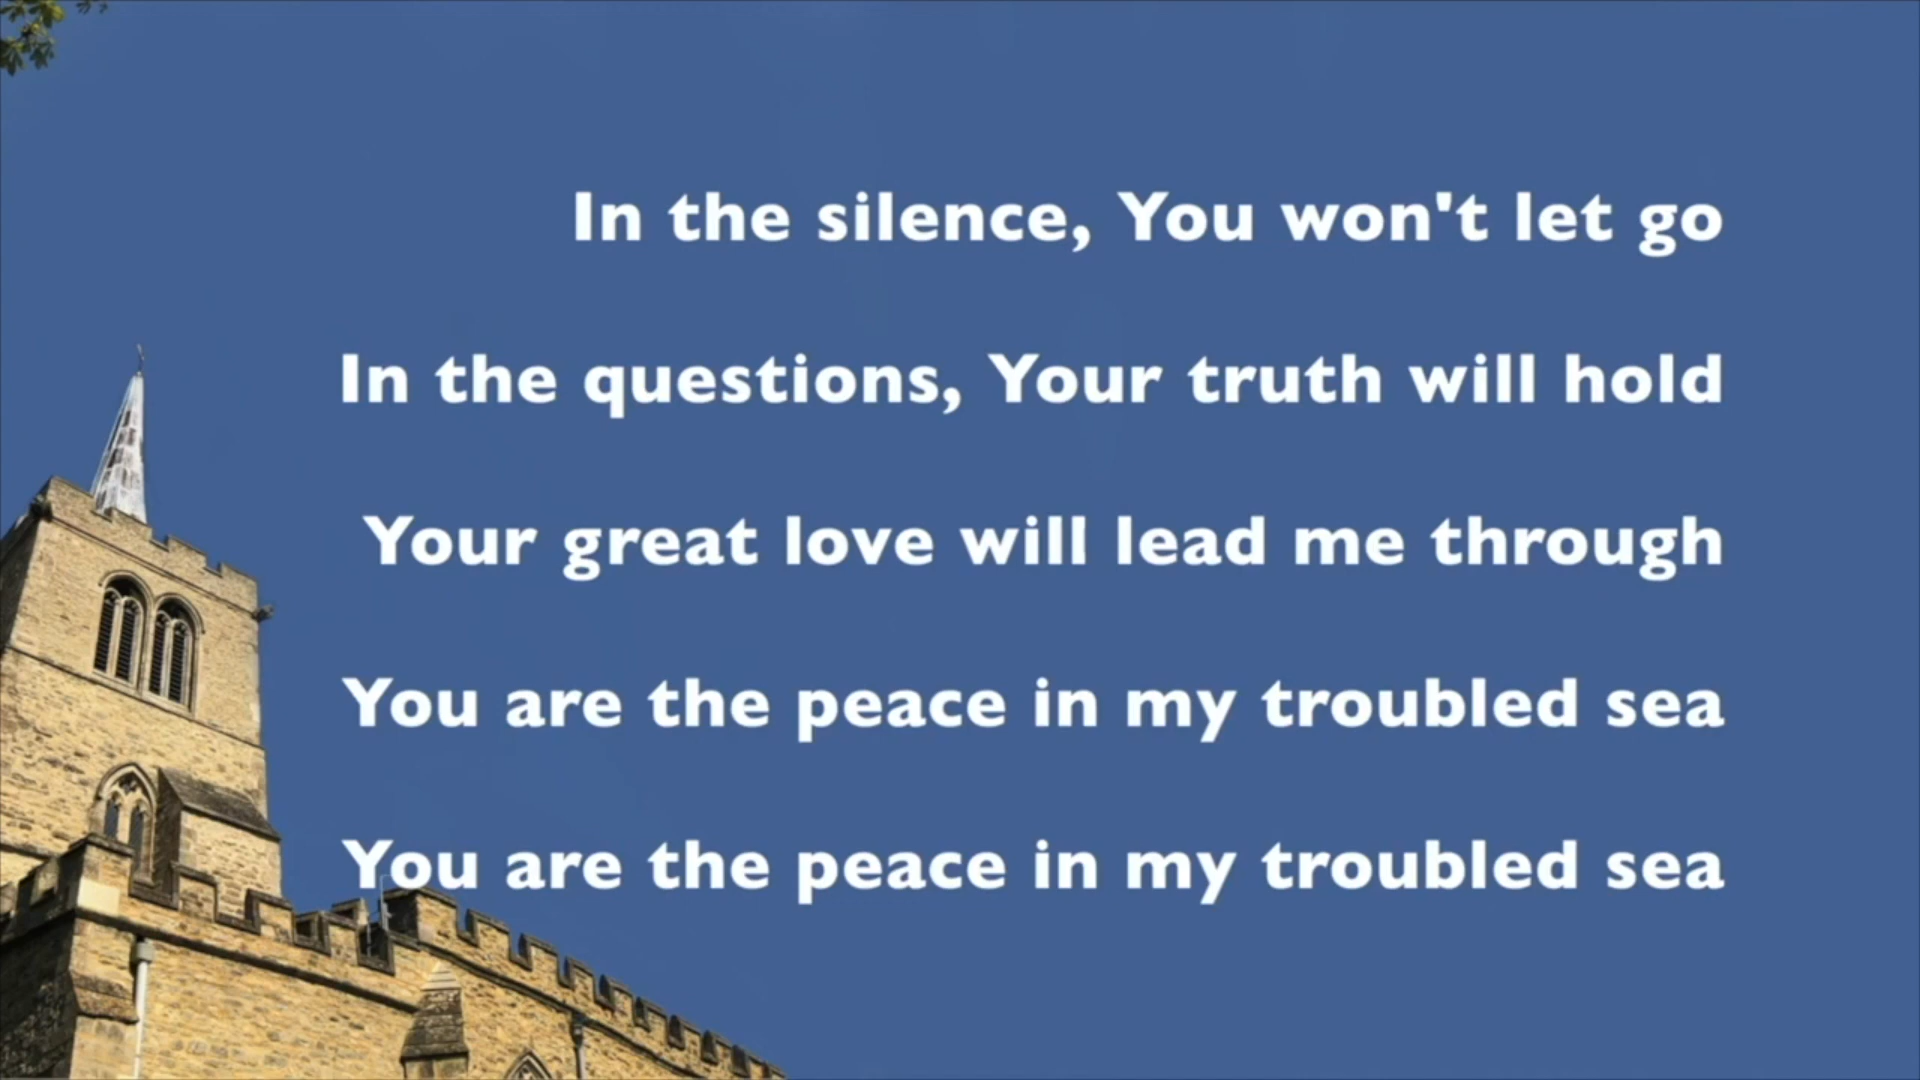 In the silence, You won't let go
In the questions, Your truth will hold
Your great love will lead me through
You are the peace in my troubled sea
You are the peace in my troubled sea